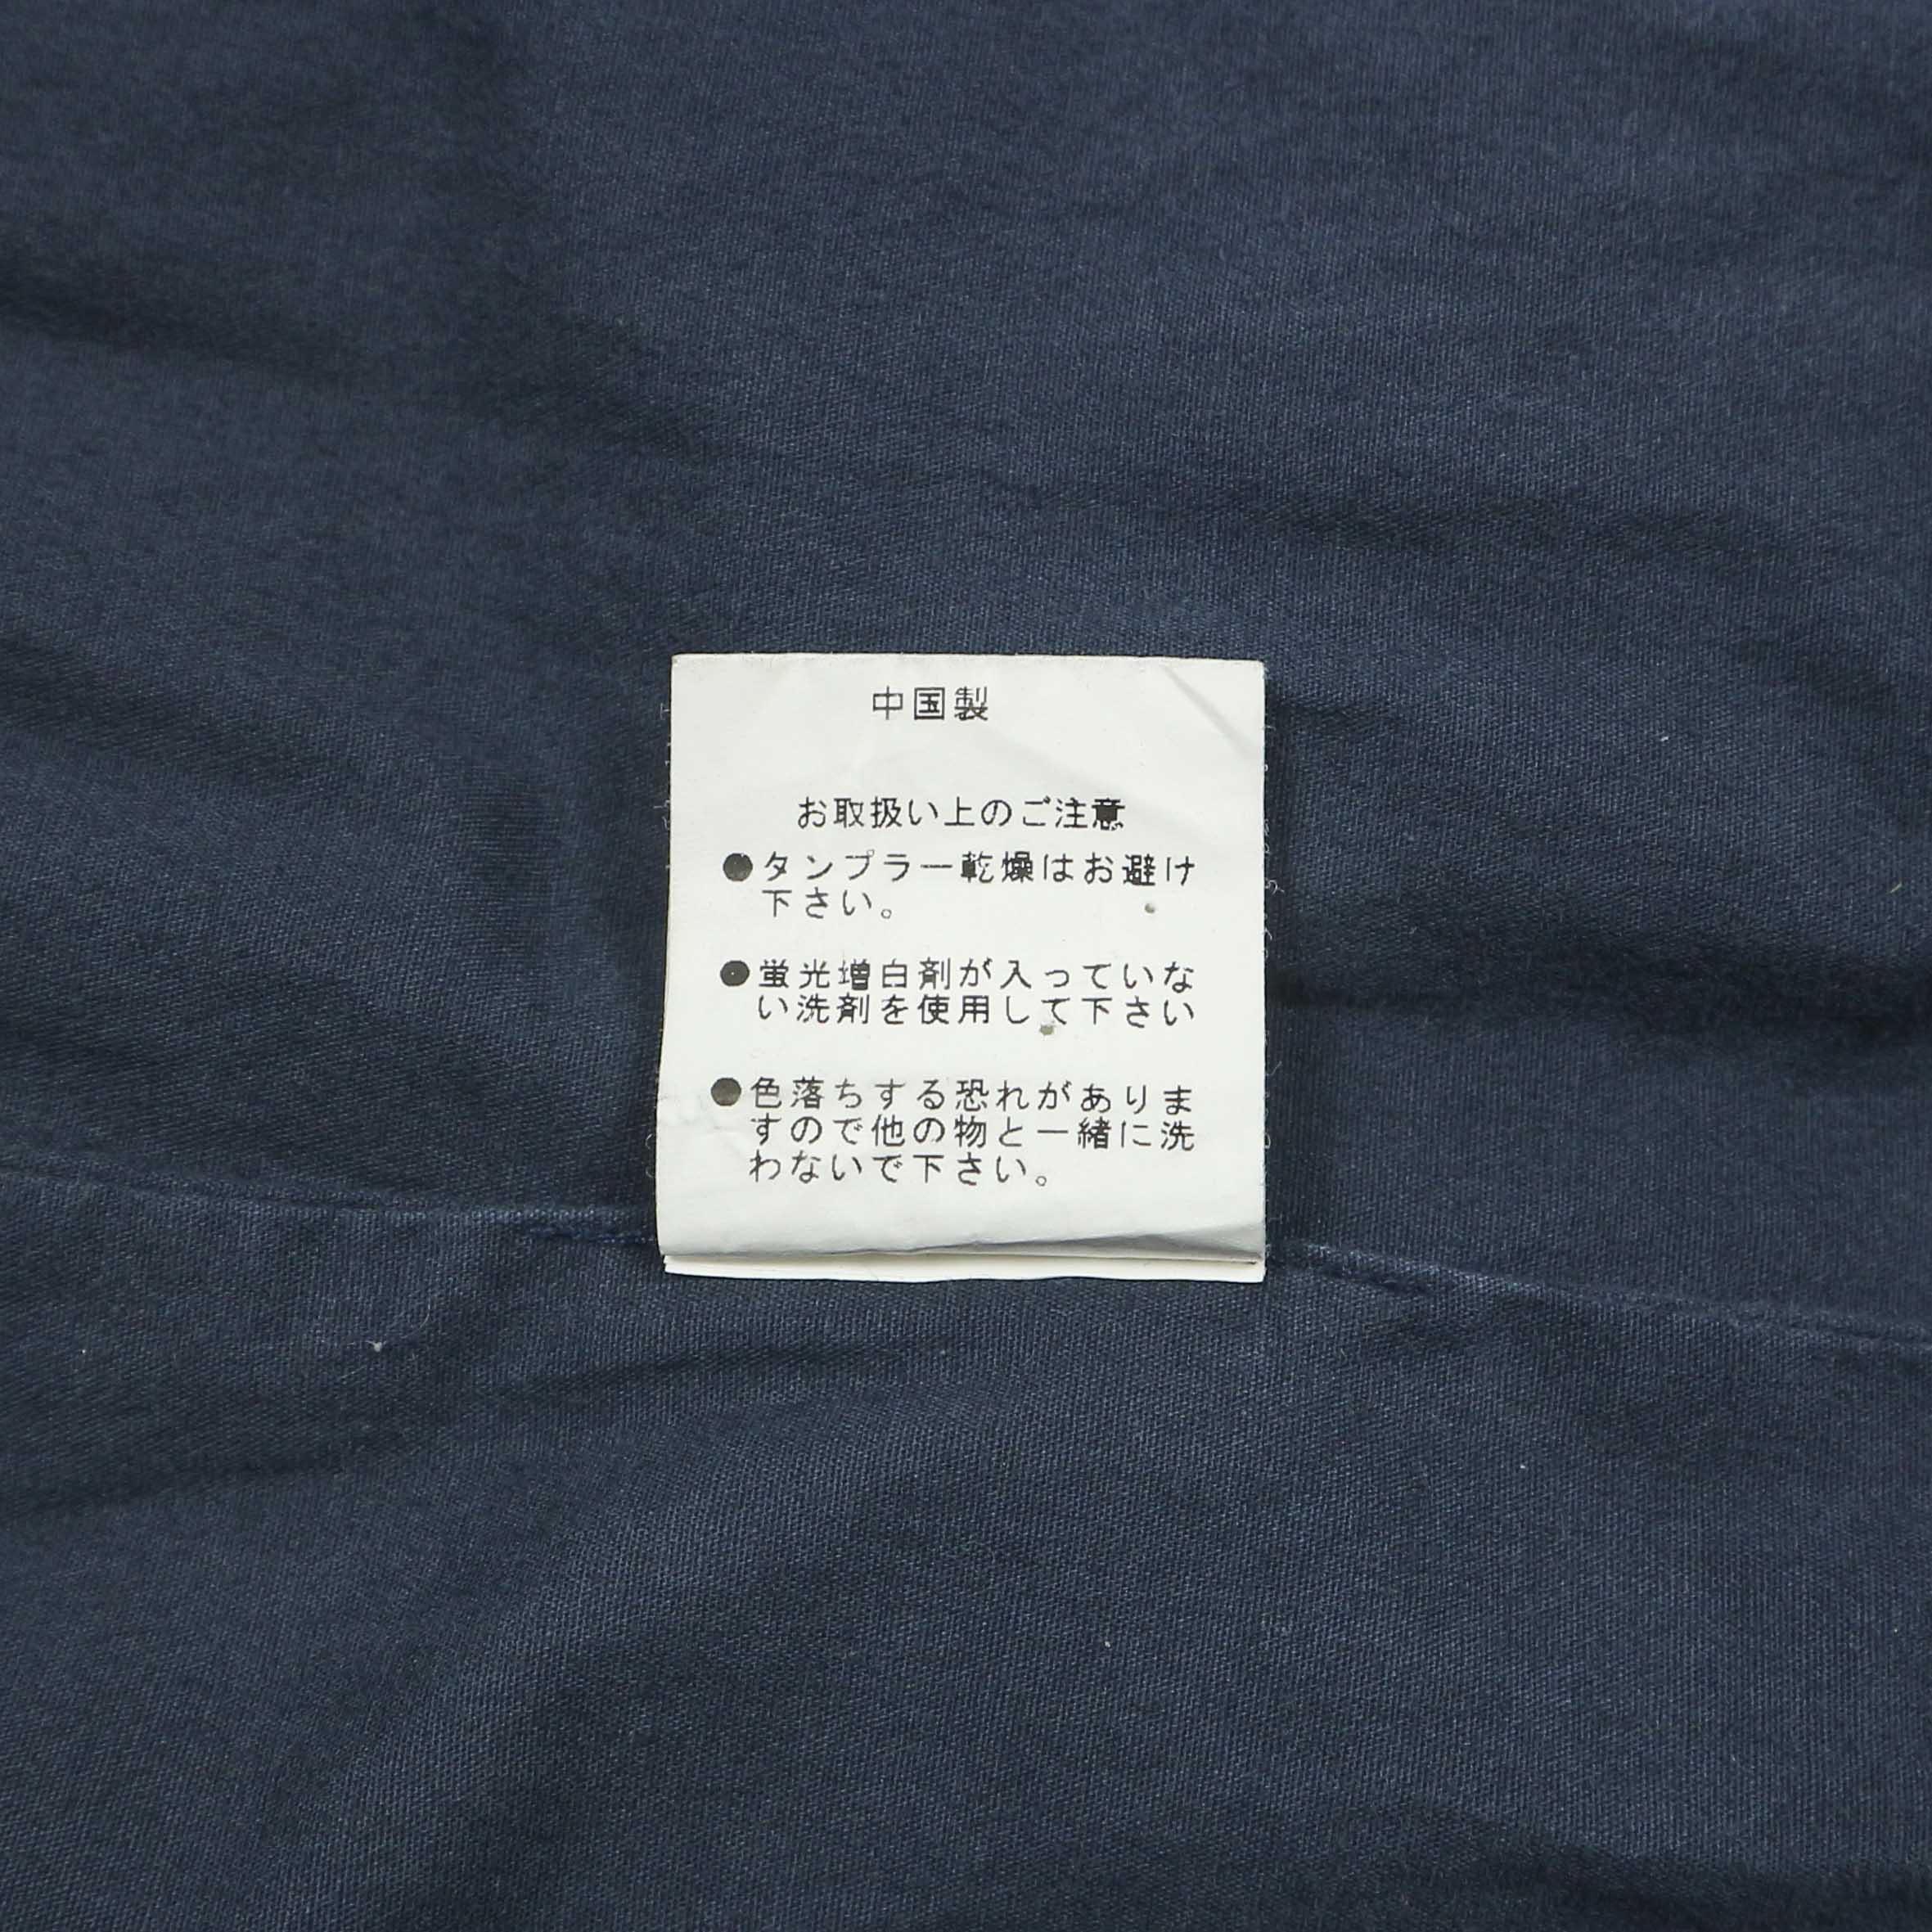 中国製
お取扱い上のご注意
●タンプラー乾燥はお避け
下さい。
●蛍光増白剤が入っていな
い洗剤を使用して下さい
●色落ちする恐れがありま
すので他の物と一緒に洗
わないで下さい。